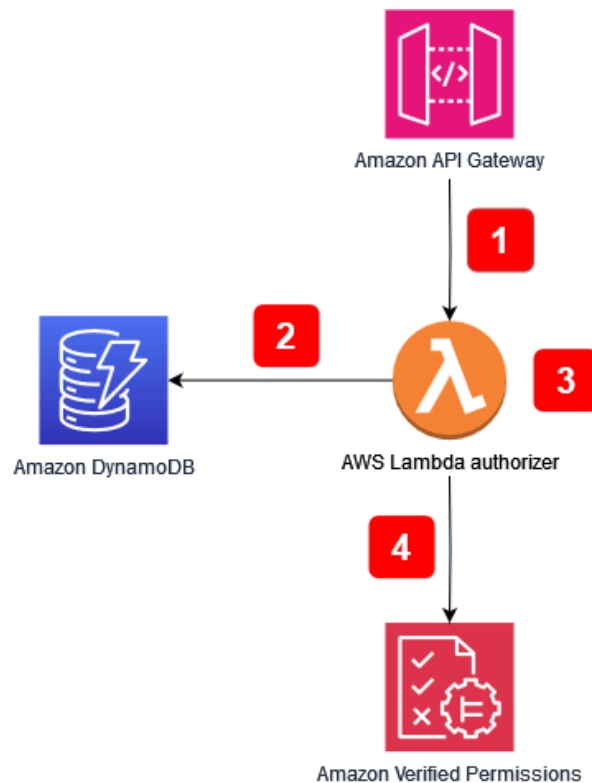 </>
Amazon API Gateway
1
2
3
Amazon DynamoDB
AWS Lambda authorizer
4
Amazon Verified Permissions